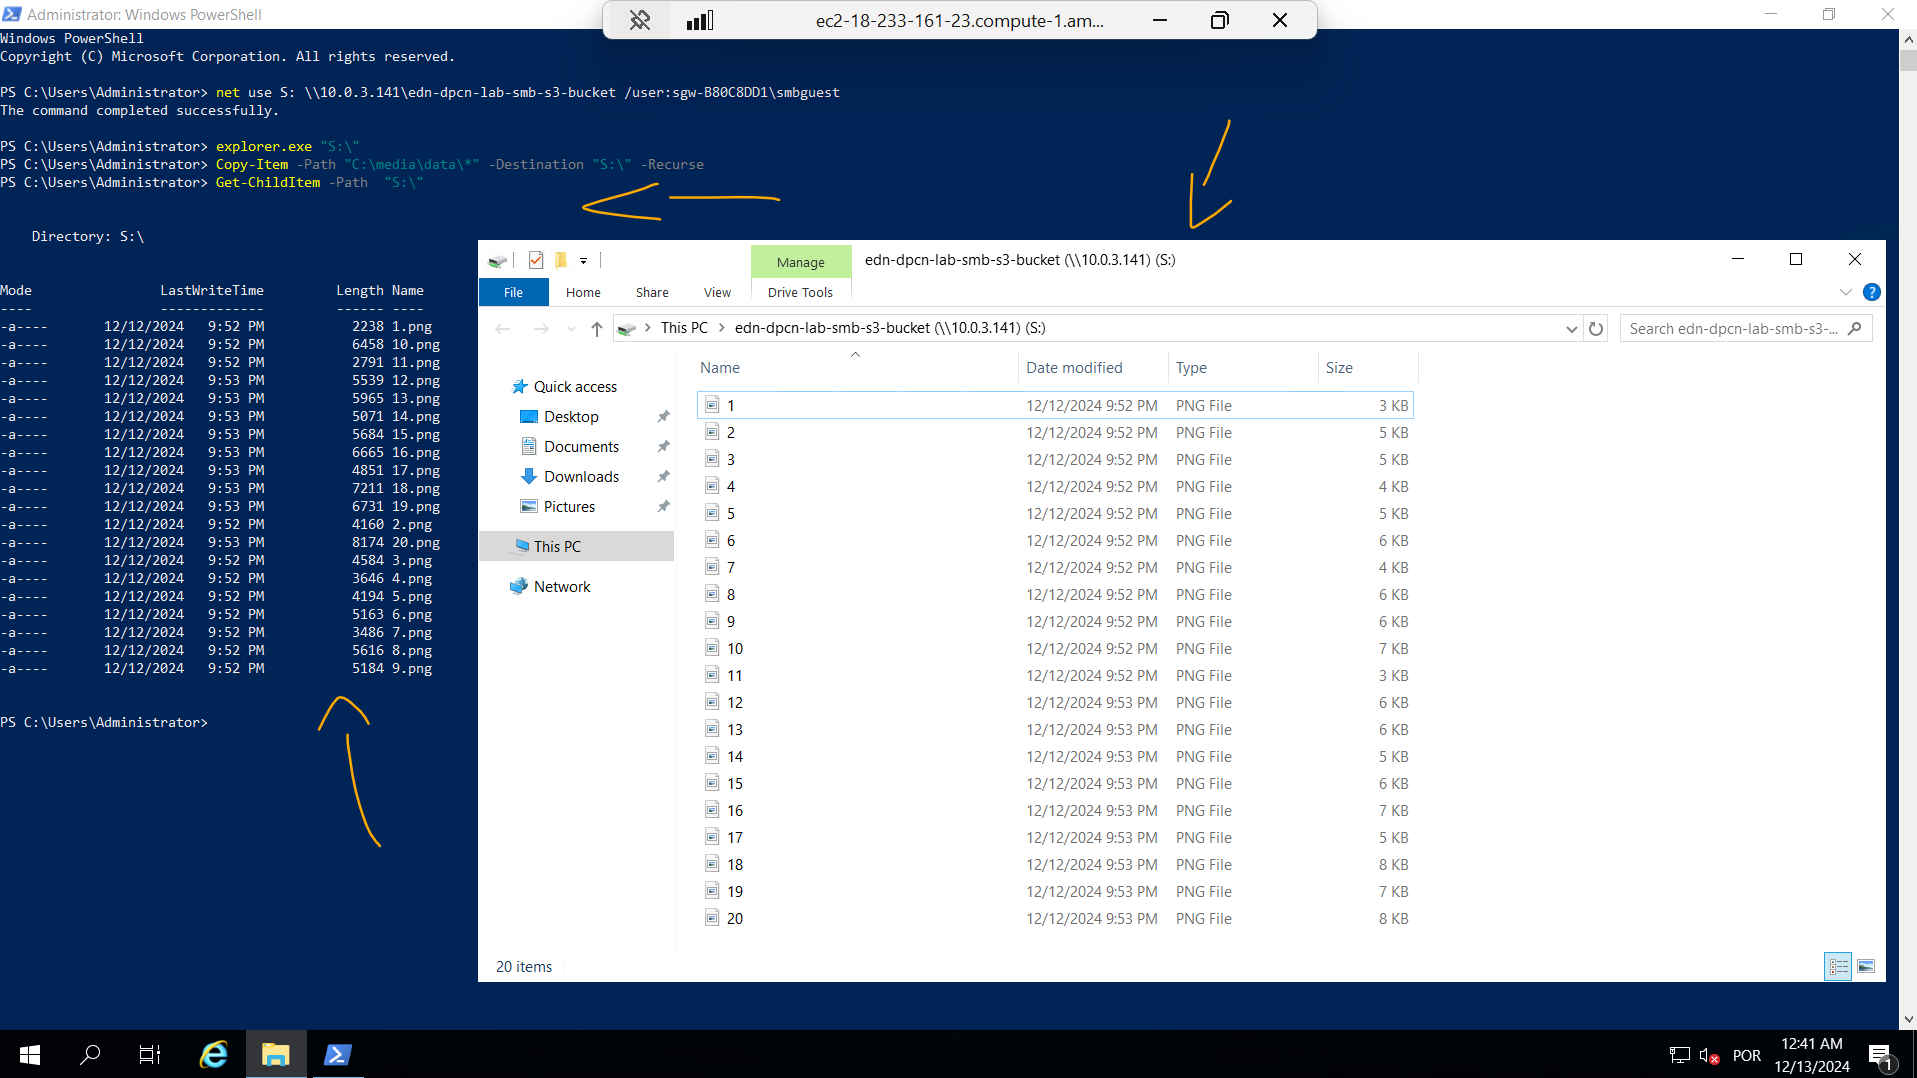 Administrator: Windows PowerShell
ec2-18-233-161-23.compute-1.am...
Windows PowerShell
Copyright (C) Microsoft Corporation. All rights reserved.
PS C:\Users\Administrator> net use S: \\10.0.3.141\edn-dpcn-lab-smb-s3-bucket /user:sgw-B80C8DD1\smbguest
The command completed successfully.
PS C:\Users\Administrator> explorer.exe "S:\"
PS C:\Users\Administrator> Copy-Item -Path "C:\media\data\*" -Destination "S:\" -Recurse
PS C:\Users\Administrator> Get-ChildItem -Path  "S:\"
Directory: S:\
Mode LastWriteTime Length Name
---- ------------- ------ ----
-a---- 12/12/2024 9:52 PM 2238 1.png
-a---- 12/12/2024 9:52 PM 6458 10.png
-a---- 12/12/2024 9:52 PM 2791 11.png
-a---- 12/12/2024 9:53 PM 5539 12.png
-a---- 12/12/2024 9:53 PM 5965 13.png
-a---- 12/12/2024 9:53 PM 5071 14.png
-a---- 12/12/2024 9:53 PM 5684 15.png
-a---- 12/12/2024 9:53 PM 6665 16.png
-a---- 12/12/2024 9:53 PM 4851 17.png
-a---- 12/12/2024 9:53 PM 7211 18.png
-a---- 12/12/2024 9:53 PM 6731 19.png
-a---- 12/12/2024 9:52 PM 4160 2.png
-a---- 12/12/2024 9:53 PM 8174 20.png
-a---- 12/12/2024 9:52 PM 4584 3.png
-a---- 12/12/2024 9:52 PM 3646 4.png
-a---- 12/12/2024 9:52 PM 4194 5.png
-a---- 12/12/2024 9:52 PM 5163 6.png
-a---- 12/12/2024 9:52 PM 3486 7.png
-a---- 12/12/2024 9:52 PM 5616 8.png
-a---- 12/12/2024 9:52 PM 5184 9.png
PS C:\Users\Administrator>
Manage edn-dpcn-lab-smb-s3-bucket (\\10.0.3.141) (S:)
File Home Share View Drive Tools
This PC edn-dpcn-lab-smb-s3-bucket (\\10.0.3.141) (S:)
Search edn-dpcn-lab-smb-s3-...
Quick access
Desktop
Documents
Downloads
Pictures
This PC
Network
Name Date modified Type Size
1 12/12/2024 9:52 PM PNG File 3 KB
2 12/12/2024 9:52 PM PNG File 5 KB
3 12/12/2024 9:52 PM PNG File 5 KB
4 12/12/2024 9:52 PM PNG File 4 KB
5 12/12/2024 9:52 PM PNG File 5 KB
6 12/12/2024 9:52 PM PNG File 6 KB
7 12/12/2024 9:52 PM PNG File 4 KB
8 12/12/2024 9:52 PM PNG File 6 KB
9 12/12/2024 9:52 PM PNG File 6 KB
10 12/12/2024 9:52 PM PNG File 7 KB
11 12/12/2024 9:52 PM PNG File 3 KB
12 12/12/2024 9:53 PM PNG File 6 KB
13 12/12/2024 9:53 PM PNG File 6 KB
14 12/12/2024 9:53 PM PNG File 5 KB
15 12/12/2024 9:53 PM PNG File 6 KB
16 12/12/2024 9:53 PM PNG File 7 KB
17 12/12/2024 9:53 PM PNG File 5 KB
18 12/12/2024 9:53 PM PNG File 8 KB
19 12/12/2024 9:53 PM PNG File 7 KB
20 12/12/2024 9:53 PM PNG File 8 KB
20 items
POR
12:41 AM
12/13/2024
1